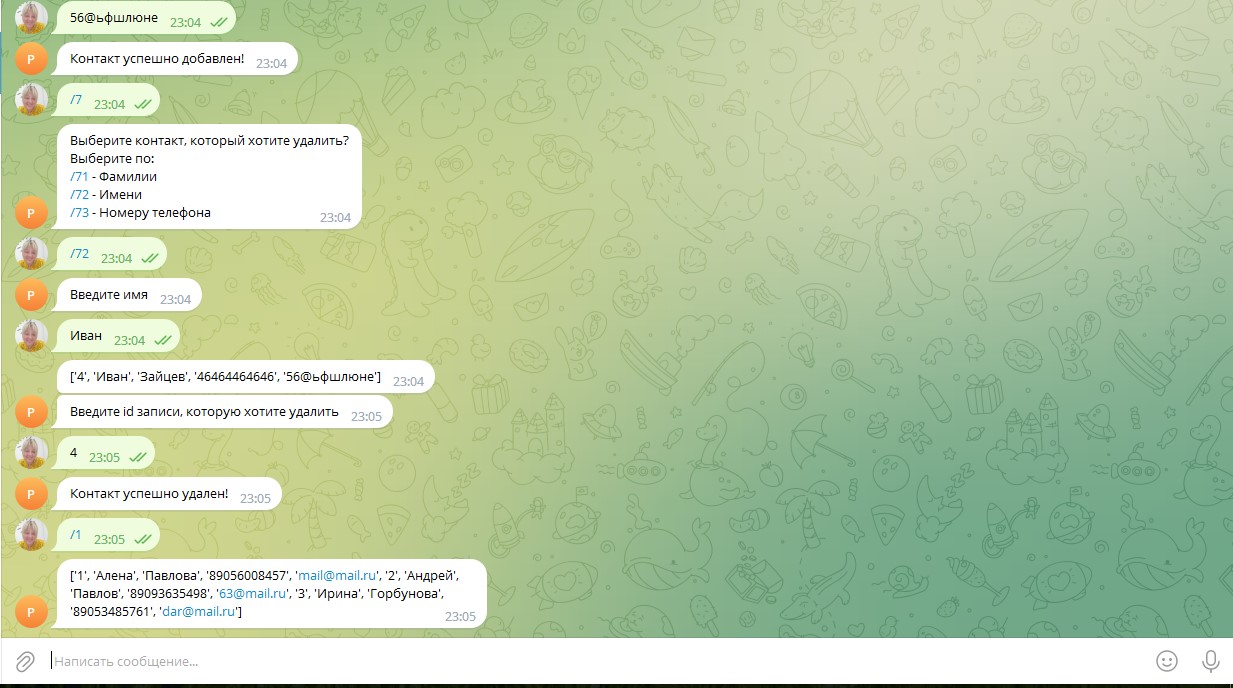 56@ьфшлюне 23:04
Р
Контакт успешно добавлен! 23:04
/7 23:04
Выберите контакт, который хотите удалить?
Выберите по:
/71 - Фамилии
/72 - Имени
Р
/73 - Номеру телефона 23:04
/72 23:04
Р
Введите имя 23:04
Иван 23:04
['4', 'Иван', 'Зайцев', '46464464646', '56@ьфшлюне'] 23:04
Р
Введите id записи, которую хотите удалить 23:05
4 23:05
Р
Контакт успешно удален! 23:05
/1 23:05
['1', 'Алена', 'Павлова', '89056008457', 'mail@mail.ru', '2', 'Андрей',
'Павлов', '89093635498', '63@mail.ru', '3', 'Ирина', 'Горбунова',
Р
'89053485761', 'dar@mail.ru'] 23:05
Написать сообщение...